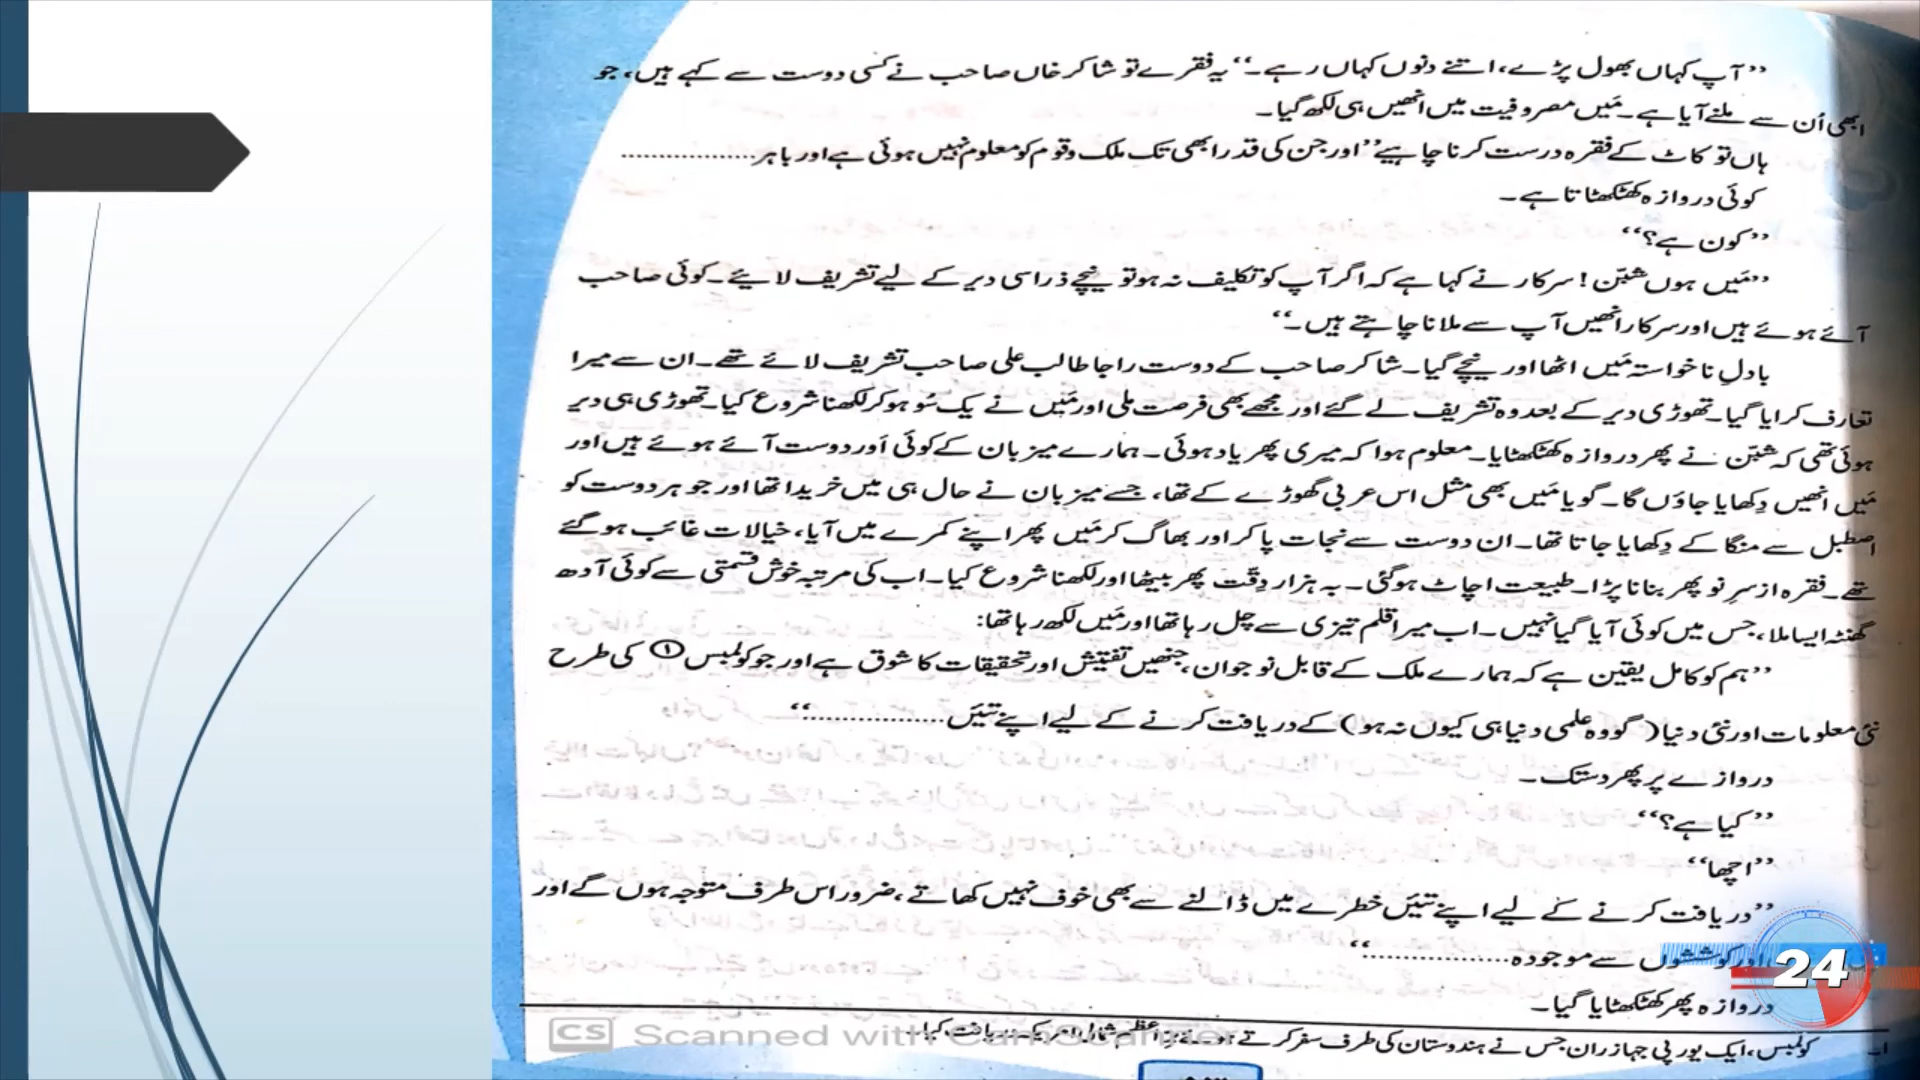 ”آپ کہاں بھول پڑے، اتنے دنوں کہاں رہے۔“ یہ فقرے تو شاکر خاں صاحب نے کسی دوست سے کہے ہیں، جو
ابھی اُن سے ملنے آیا ہے۔ مَیں مصروفیت میں انھیں ہی لکھ گیا۔
ہاں تو کاٹ کے فقرہ درست کرنا چاہیے ”اور جن کی قدر ابھی تک ملک و قوم کو معلوم نہیں ہوئی ہے اور باہر ................
کوئی دروازہ کھٹکھٹاتا ہے۔
”کون ہے؟“
”مَیں ہوں شبّن! سرکار نے کہا ہے کہ اگر آپ کو تکلیف نہ ہو تو نیچے ذرا سی دیر کے لیے تشریف لائیے۔ کوئی صاحب
آئے ہوئے ہیں اور سرکار انھیں آپ سے ملانا چاہتے ہیں۔“
بادلِ ناخواستہ مَیں اٹھا اور نیچے گیا۔ شاکر صاحب کے دوست راجا طالب علی صاحب تشریف لائے تھے۔ ان سے میرا
تعارف کرایا گیا۔ تھوڑی دیر کے بعد وہ تشریف لے گئے اور مجھے بھی فرصت ملی اور مَیں نے یک سُو ہو کر لکھنا شروع کیا۔ تھوڑی ہی دیر
ہوئی تھی کہ شبّن نے پھر دروازہ کھٹکھٹایا۔ معلوم ہوا کہ میری پھر یاد ہوئی۔ ہمارے میزبان کے کوئی اَور دوست آئے ہوئے ہیں اور
مَیں انھیں دِکھایا جاؤں گا۔ گویا مَیں بھی مثل اس عربی گھوڑے کے تھا، جسے میزبان نے حال ہی میں خریدا تھا اور جو ہر دوست کو
اصطبل سے منگا کے دِکھایا جاتا تھا۔ ان دوست سے نجات پا کر اور بھاگ کر مَیں پھر اپنے کمرے میں آیا، خیالات غائب ہو گئے
تھے۔ فقرہ از سرِ نو پھر بنانا پڑا۔ طبیعت اچاٹ ہو گئی۔ بہ ہزار دِقّت پھر بیٹھا اور لکھنا شروع کیا۔ اب کی مرتبہ خوش قسمتی سے کوئی آدھ
گھنٹہ ایسا ملا، جس میں کوئی آیا گیا نہیں۔ اب میرا قلم تیزی سے چل رہا تھا اور مَیں لکھ رہا تھا:
”ہم کو کامل یقین ہے کہ ہمارے ملک کے قابل نوجوان، جنھیں تفتیش اور تحقیقات کا شوق ہے اور جو کولمبس ① کی طرح
نئی معلومات اور نئی دنیا (گو وہ علمی دنیا ہی کیوں نہ ہو) کے دریافت کرنے کے لیے اپنے تئیں ................“
دروازے پر پھر دستک۔
”کیا ہے؟“
”اچھا“
”دریافت کرنے کے لیے اپنے تئیں خطرے میں ڈالنے سے بھی خوف نہیں کھاتے، ضرور اس طرف متوجہ ہوں گے اور
اور کوششوں سے موجودہ ................“
دروازہ پھر کھٹکھٹایا گیا۔
۱۔ کولمبس، ایک یورپی جہاز ران جس نے ہندوستان کی طرف سفر کرتے ہوئے دریافت کیا۔
CS Scanned with CamScanner
24